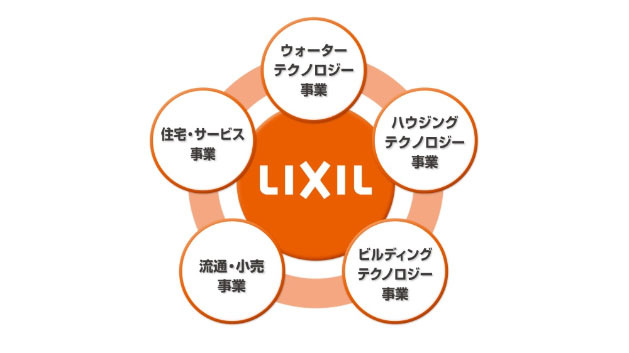 ウォーター
テクノロジー
事業
ハウジング
テクノロジー
事業
ビルディング
テクノロジー
事業
流通・小売
事業
住宅・サービス
事業
LIXIL